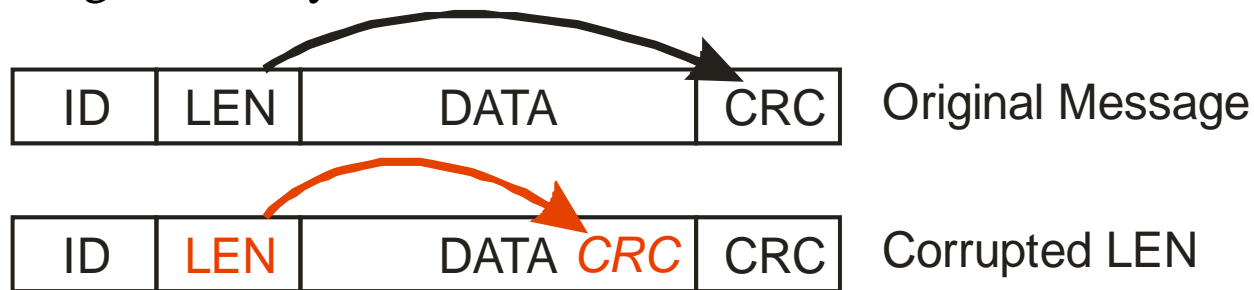 ID LEN DATA CRC Original Message
ID LEN DATA CRC CRC Corrupted LEN